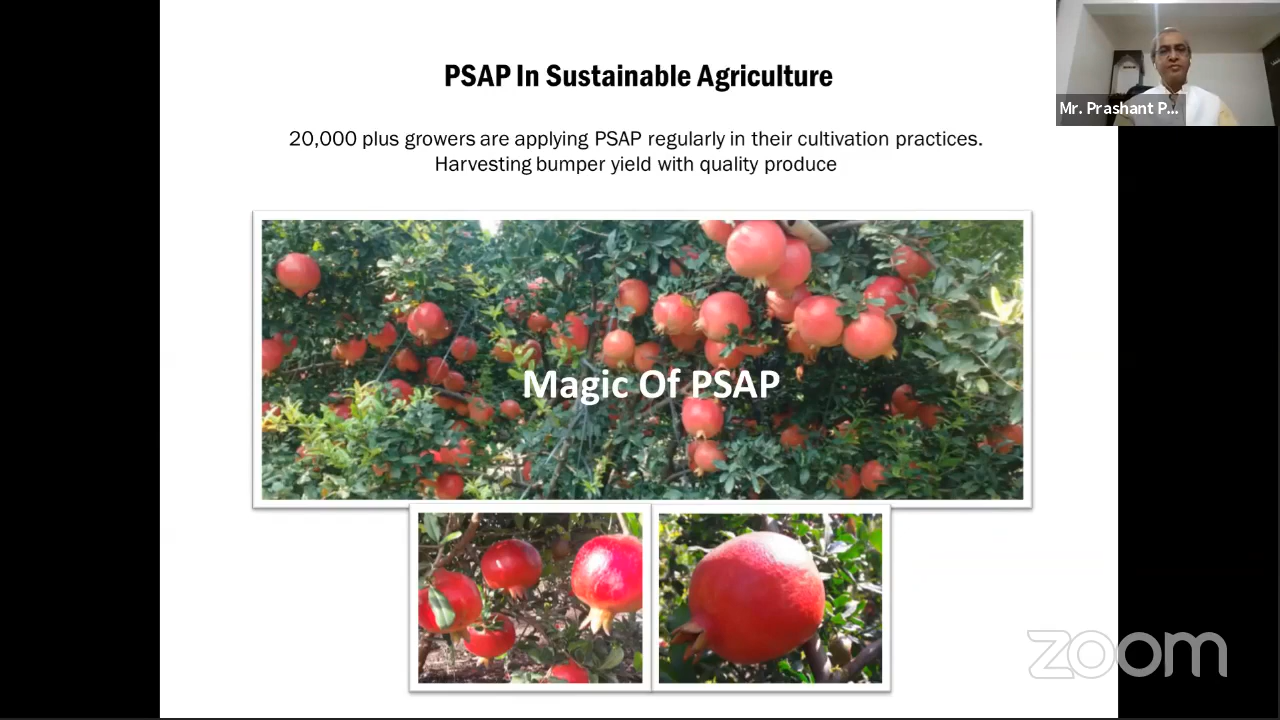 PSAP In Sustainable Agriculture
Mr. Prashant P...
20,000 plus growers are applying PSAP regularly in their cultivation practices.
Harvesting bumper yield with quality produce
Magic Of PSAP
zoom